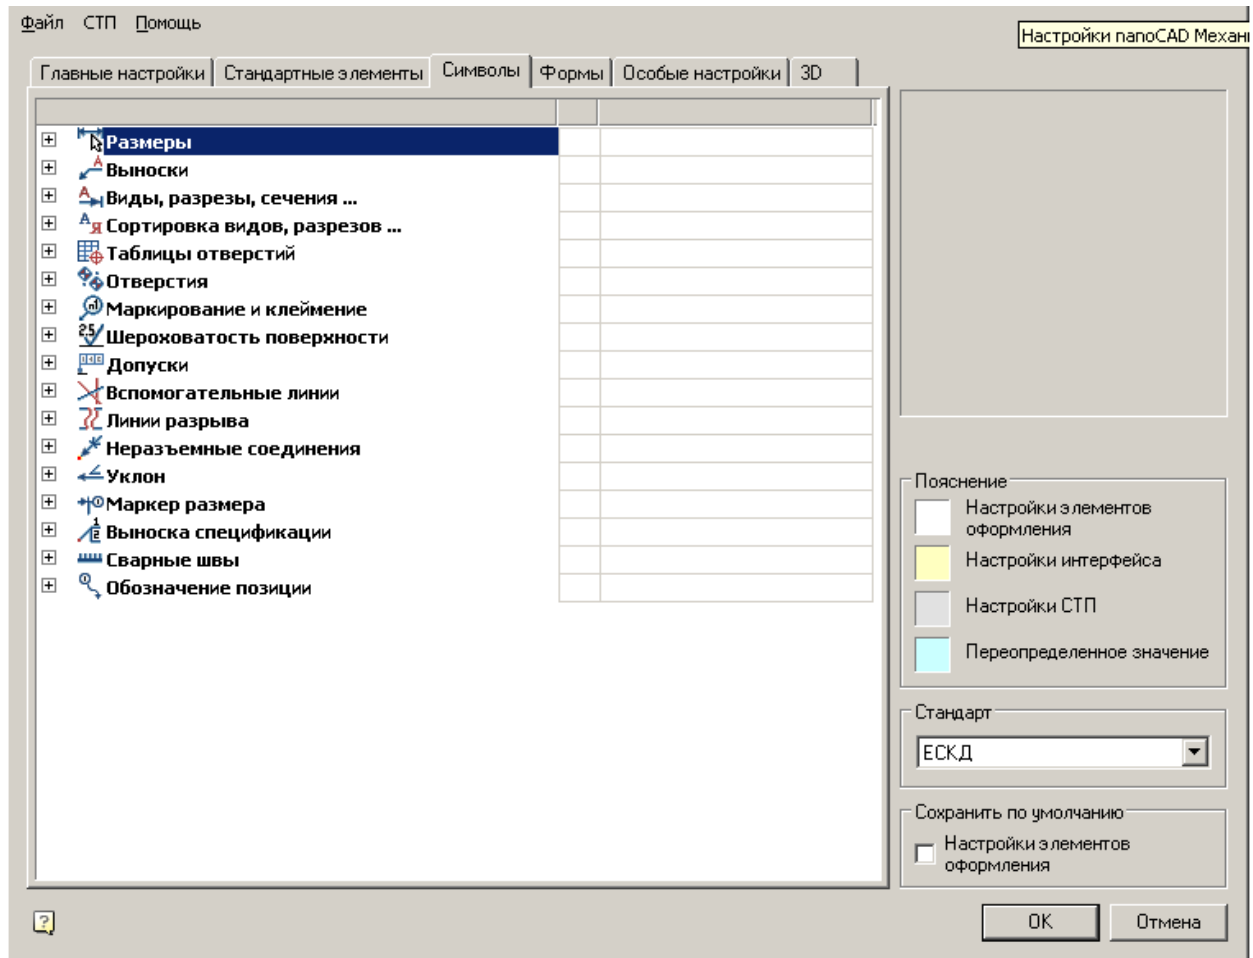 Файл СТП Помощь
Настройки nanoCAD Механи
Главные настройки Стандартные элементы Символы Формы Особые настройки 3D
Размеры
Выноски
Виды, разрезы, сечения ...
Сортировка видов, разрезов ...
Таблицы отверстий
Отверстия
Маркирование и клеймение
Шероховатость поверхности
Допуски
Вспомогательные линии
Линии разрыва
Неразъемные соединения
Уклон
Маркер размера
Выноска спецификации
Сварные швы
Обозначение позиции
Пояснение
Настройки элементов
оформления
Настройки интерфейса
Настройки СТП
Переопределенное значение
Стандарт
ЕСКД
Сохранить по умолчанию
Настройки элементов
оформления
OK Отмена